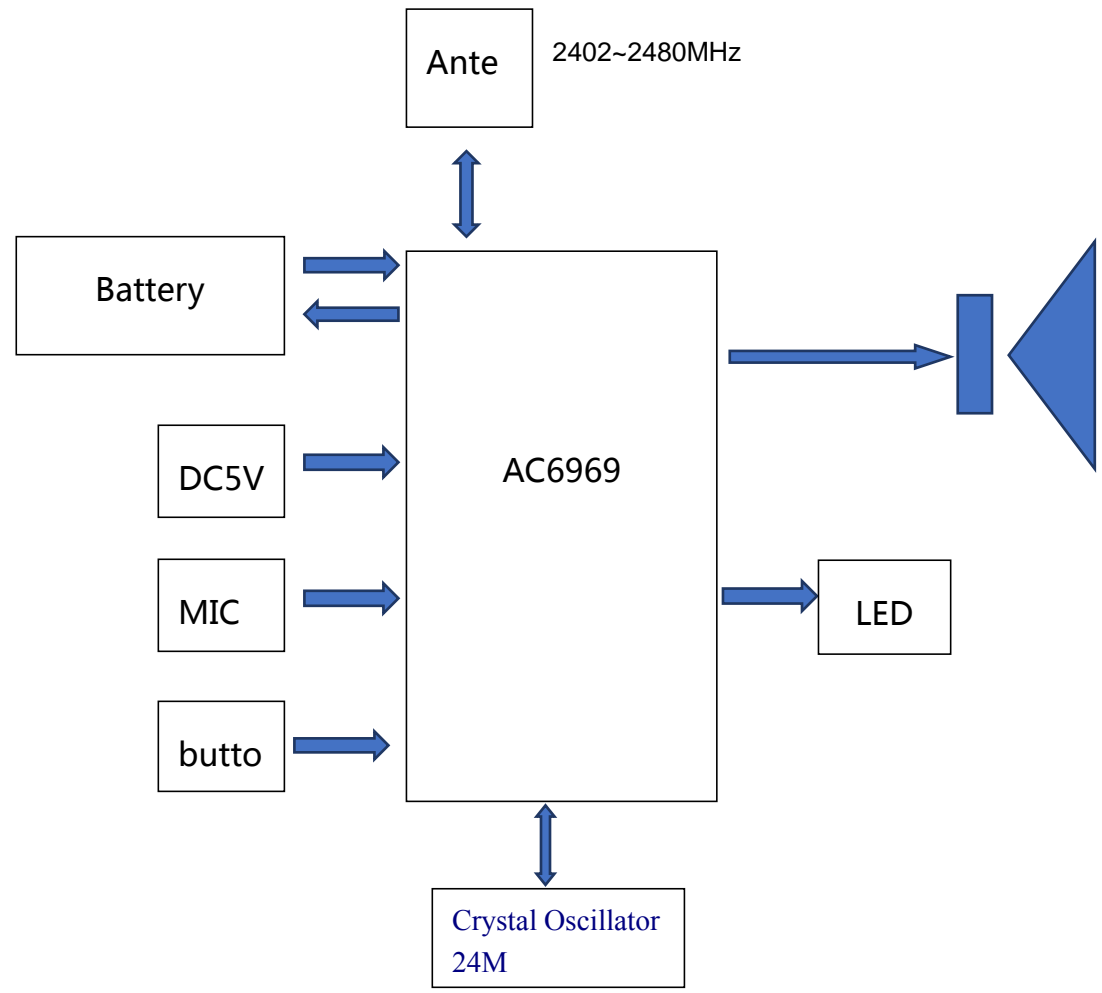 Ante
2402~2480MHz
Battery
DC5V
AC6969
MIC
LED
butto
Crystal Oscillator
24M